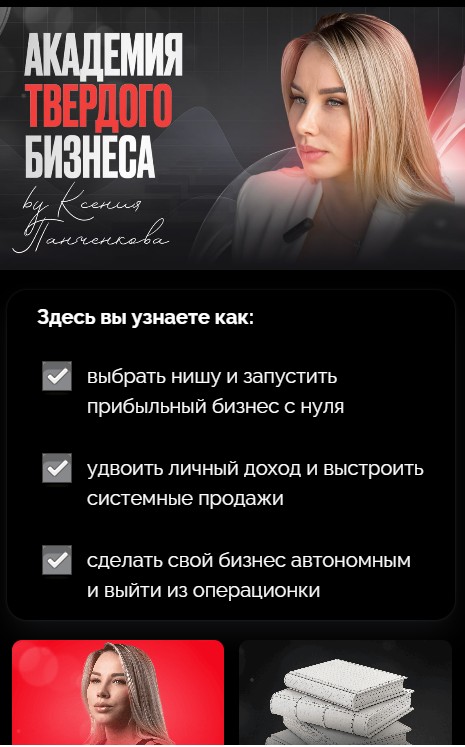 АКАДЕМИЯ
ТВЕРДОГО
БИЗНЕСА
by Ксения
Панченкова
Здесь вы узнаете как:
выбрать нишу и запустить
прибыльный бизнес с нуля
удвоить личный доход и выстроить
системные продажи
сделать свой бизнес автономным
и выйти из операционки